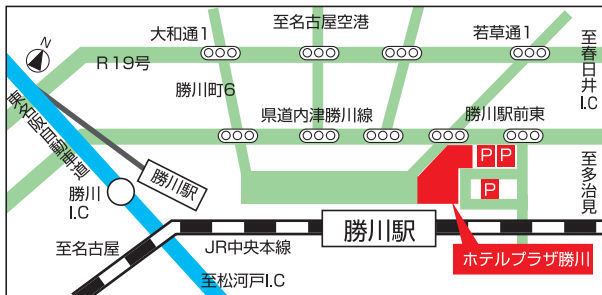 大和通1
至名古屋空港
若草通1
N
R19号
至春日井I.C
勝川町6
県道内津勝川線
勝川駅前東
東名阪自動車道
P P
勝川駅
P
至多治見
勝川
I.C
至名古屋
JR中央本線
勝川駅
ホテルプラザ勝川
至松河戸I.C